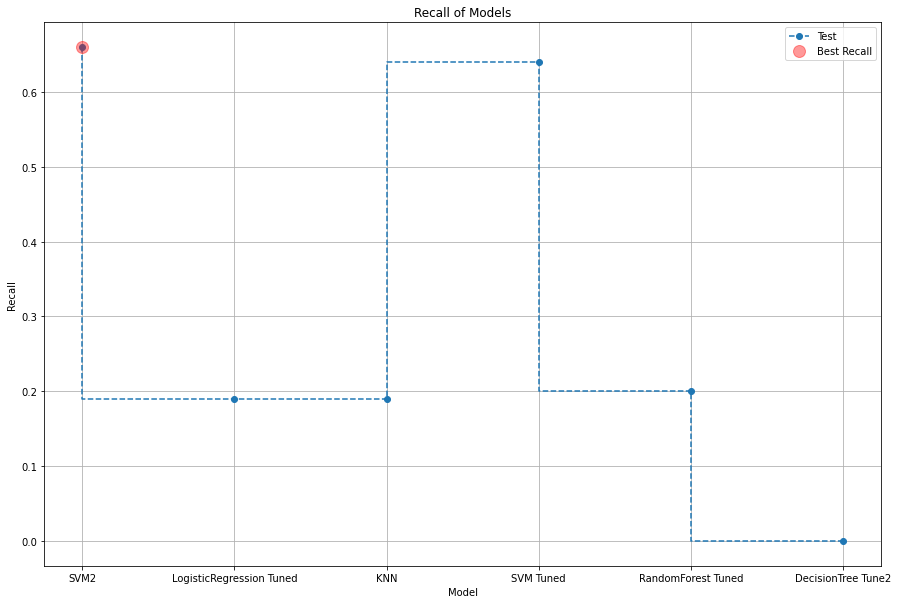 Recall of Models
Test
Best Recall
Recall
0.6
0.5
0.4
0.3
0.2
0.1
0.0
SVM2 LogisticRegression Tuned KNN SVM Tuned RandomForest Tuned DecisionTree Tune2
Model